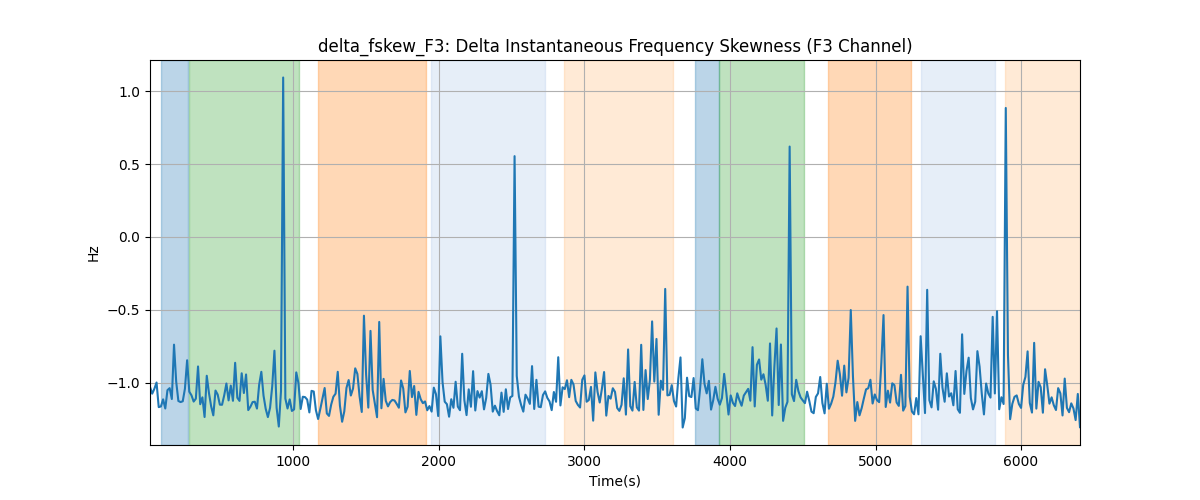 delta_fskew_F3: Delta Instantaneous Frequency Skewness (F3 Channel)
1.0
0.5
0.0
−0.5
−1.0
Hz
1000 2000 3000 4000 5000 6000
Time(s)